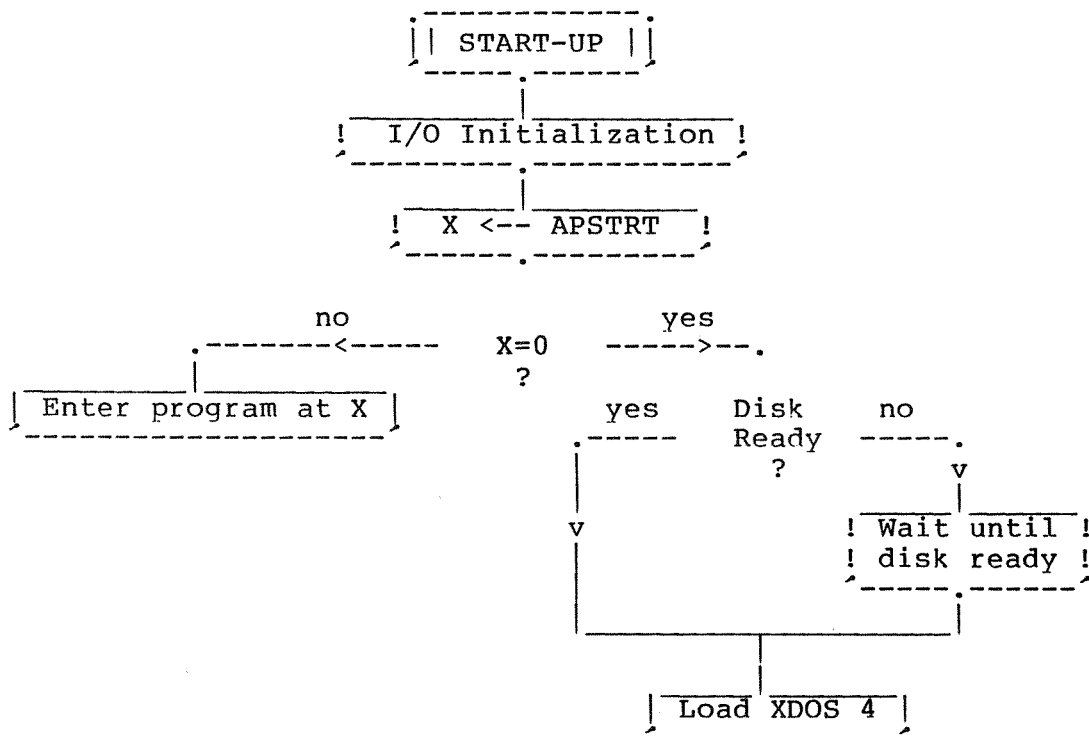 START-UP
I/O Initialization
X <-- APSTRT
no
yes
X=0
?
Enter program at X
yes
Disk
Ready
?
no
v
v
Wait until
disk ready
Load XDOS 4